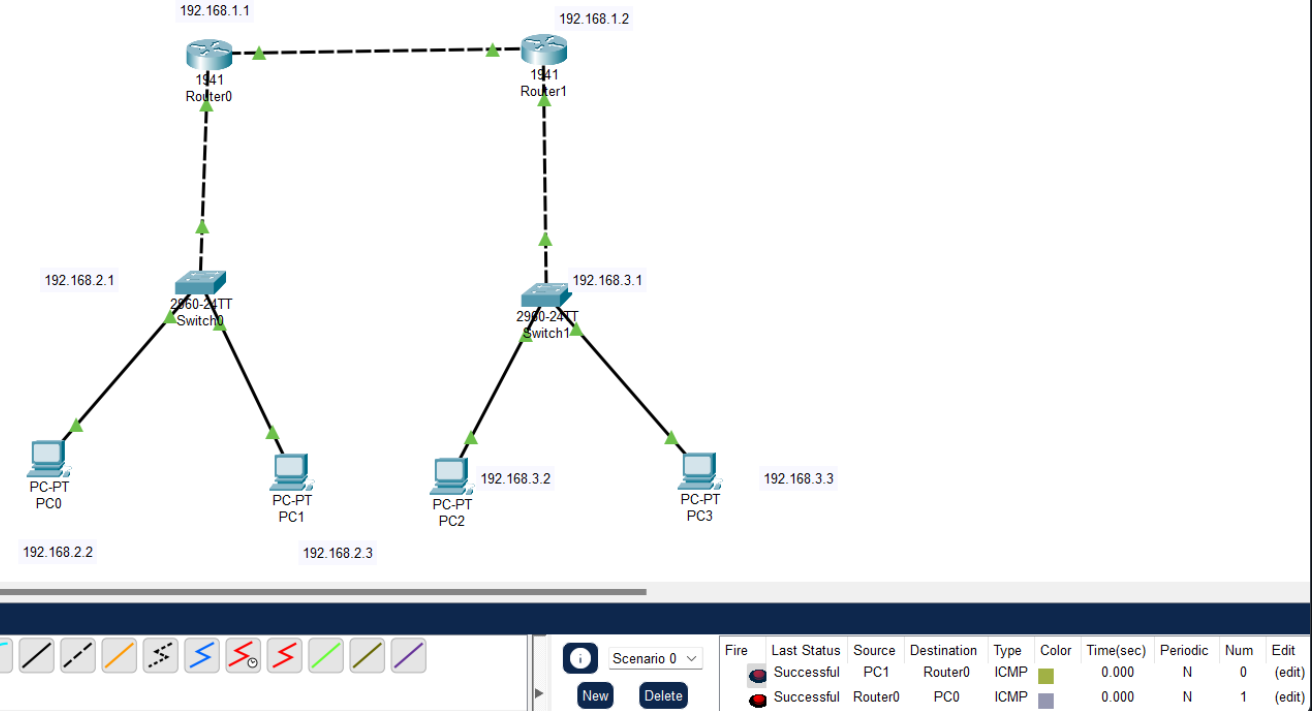 192.168.1.1
192.168.1.2
1941
Router0
1941
Router1
192.168.2.1
2960-24TT
Switch0
192.168.3.1
2960-24TT
Switch1
PC-PT
PC0
PC-PT
PC1
192.168.3.2
PC-PT
PC2
192.168.3.3
PC-PT
PC3
192.168.2.2
192.168.2.3
Scenario 0
New
Delete
Fire Last Status Source Destination Type Color Time(sec) Periodic Num Edit
Successful PC1 Router0 ICMP 0.000 N 0 (edit)
Successful Router0 PC0 ICMP 0.000 N 1 (edit)